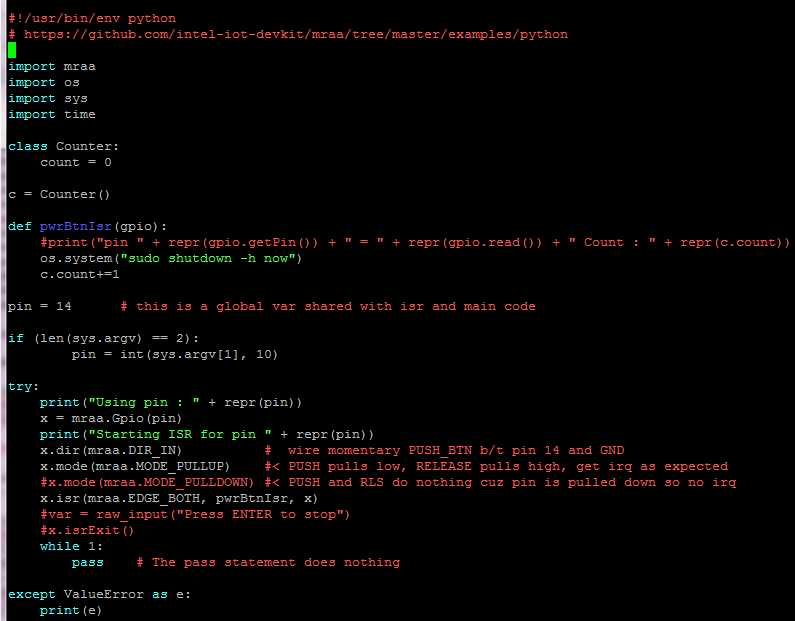 #!/usr/bin/env python
# https://github.com/intel-iot-devkit/mraa/tree/master/examples/python
import mraa
import os
import sys
import time
class Counter:
    count = 0
c = Counter()
def pwrBtnIsr(gpio):
    #print("pin " + repr(gpio.getPin()) + " = " + repr(gpio.read()) + " Count : " + repr(c.count))
    os.system("sudo shutdown -h now")
    c.count+=1
pin = 14      # this is a global var shared with isr and main code
if (len(sys.argv) == 2):
        pin = int(sys.argv[1], 10)
try:
    print("Using pin : " + repr(pin))
    x = mraa.Gpio(pin)
    print("Starting ISR for pin " + repr(pin))
    x.dir(mraa.DIR_IN)          #  wire momentary PUSH_BTN b/t pin 14 and GND
    x.mode(mraa.MODE_PULLUP)    #< PUSH pulls low, RELEASE pulls high, get irq as expected
    #x.mode(mraa.MODE_PULLDOWN) #< PUSH and RLS do nothing cuz pin is pulled down so no irq
    x.isr(mraa.EDGE_BOTH, pwrBtnIsr, x)
    #var = raw_input("Press ENTER to stop")
    #x.isrExit()
    while 1:
        pass    # The pass statement does nothing
except ValueError as e:
    print(e)